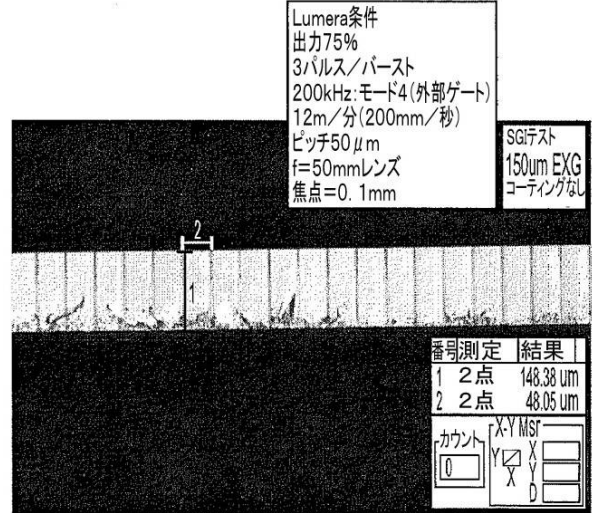 Lumera条件
出力75%
3パルス／バースト
200kHz:モード4(外部ゲート)
12m／分(200mm／秒)
ピッチ50μm
f=50mmレンズ
焦点=0.1mm
SGIテスト
150um EXG
コーティングなし
2
1
番号 測定 結果
1 2点 148.38 um
2 2点 48.05 um
カウント
0
X-Y Msr
Y X
X Y
D